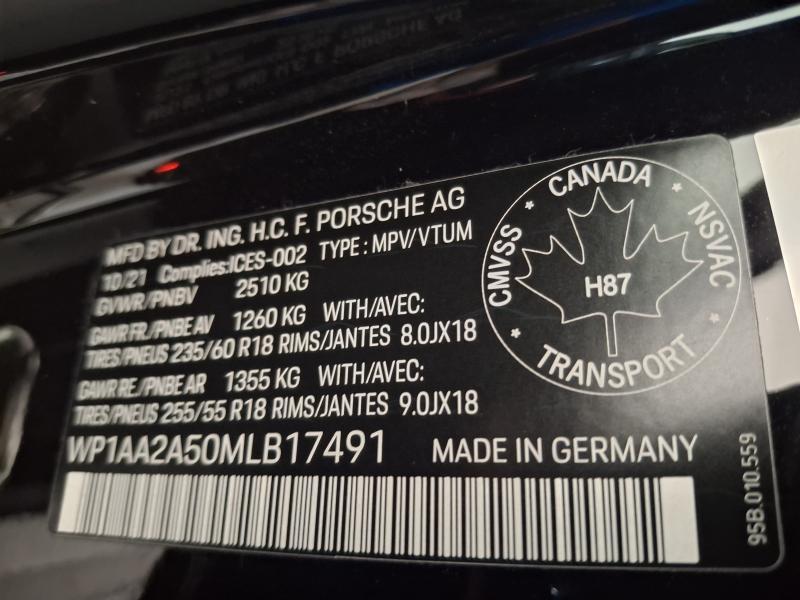 MFD BY DR. ING. H.C. F. PORSCHE AG
10/21 Complies:ICES-002 TYPE : MPV/VTUM
GVWR/PNBV 2510 KG
GAWR FR./PNBE AV 1260 KG WITH/AVEC:
TIRES/PNEUS 235/60 R18 RIMS/JANTES 8.0JX18
GAWR RE./PNBE AR 1355 KG WITH/AVEC:
TIRES/PNEUS 255/55 R18 RIMS/JANTES 9.0JX18
WP1AA2A50MLB17491 MADE IN GERMANY
CMVSS * CANADA * NSVAC
H87
* TRANSPORT *
95B.010.559